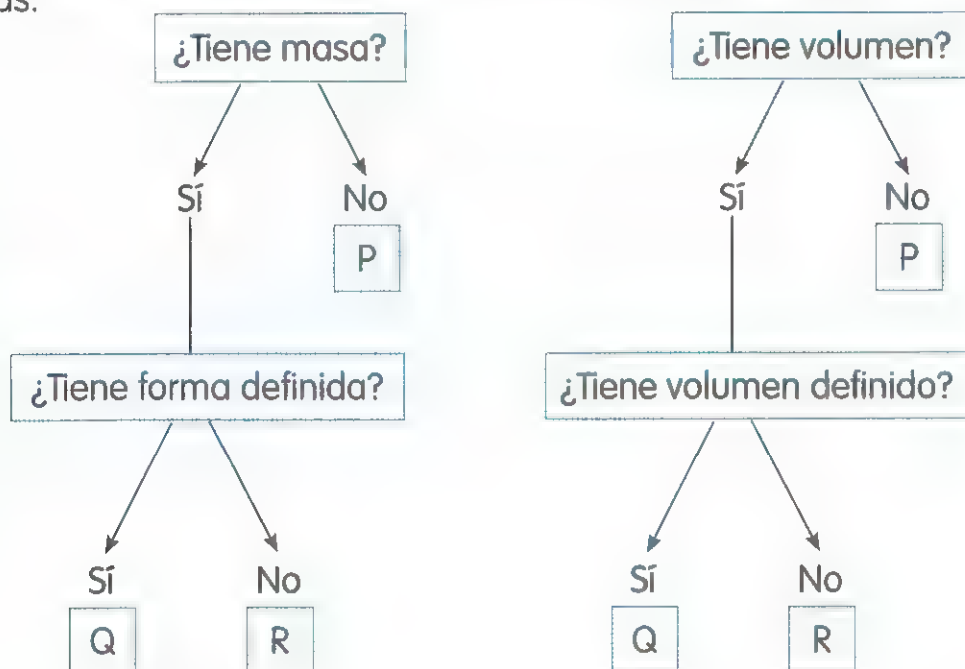 ¿Tiene masa?
Sí
No
P
¿Tiene forma definida?
Sí
No
Q
R
¿Tiene volumen?
Sí
No
P
¿Tiene volumen definido?
Sí
No
Q
R